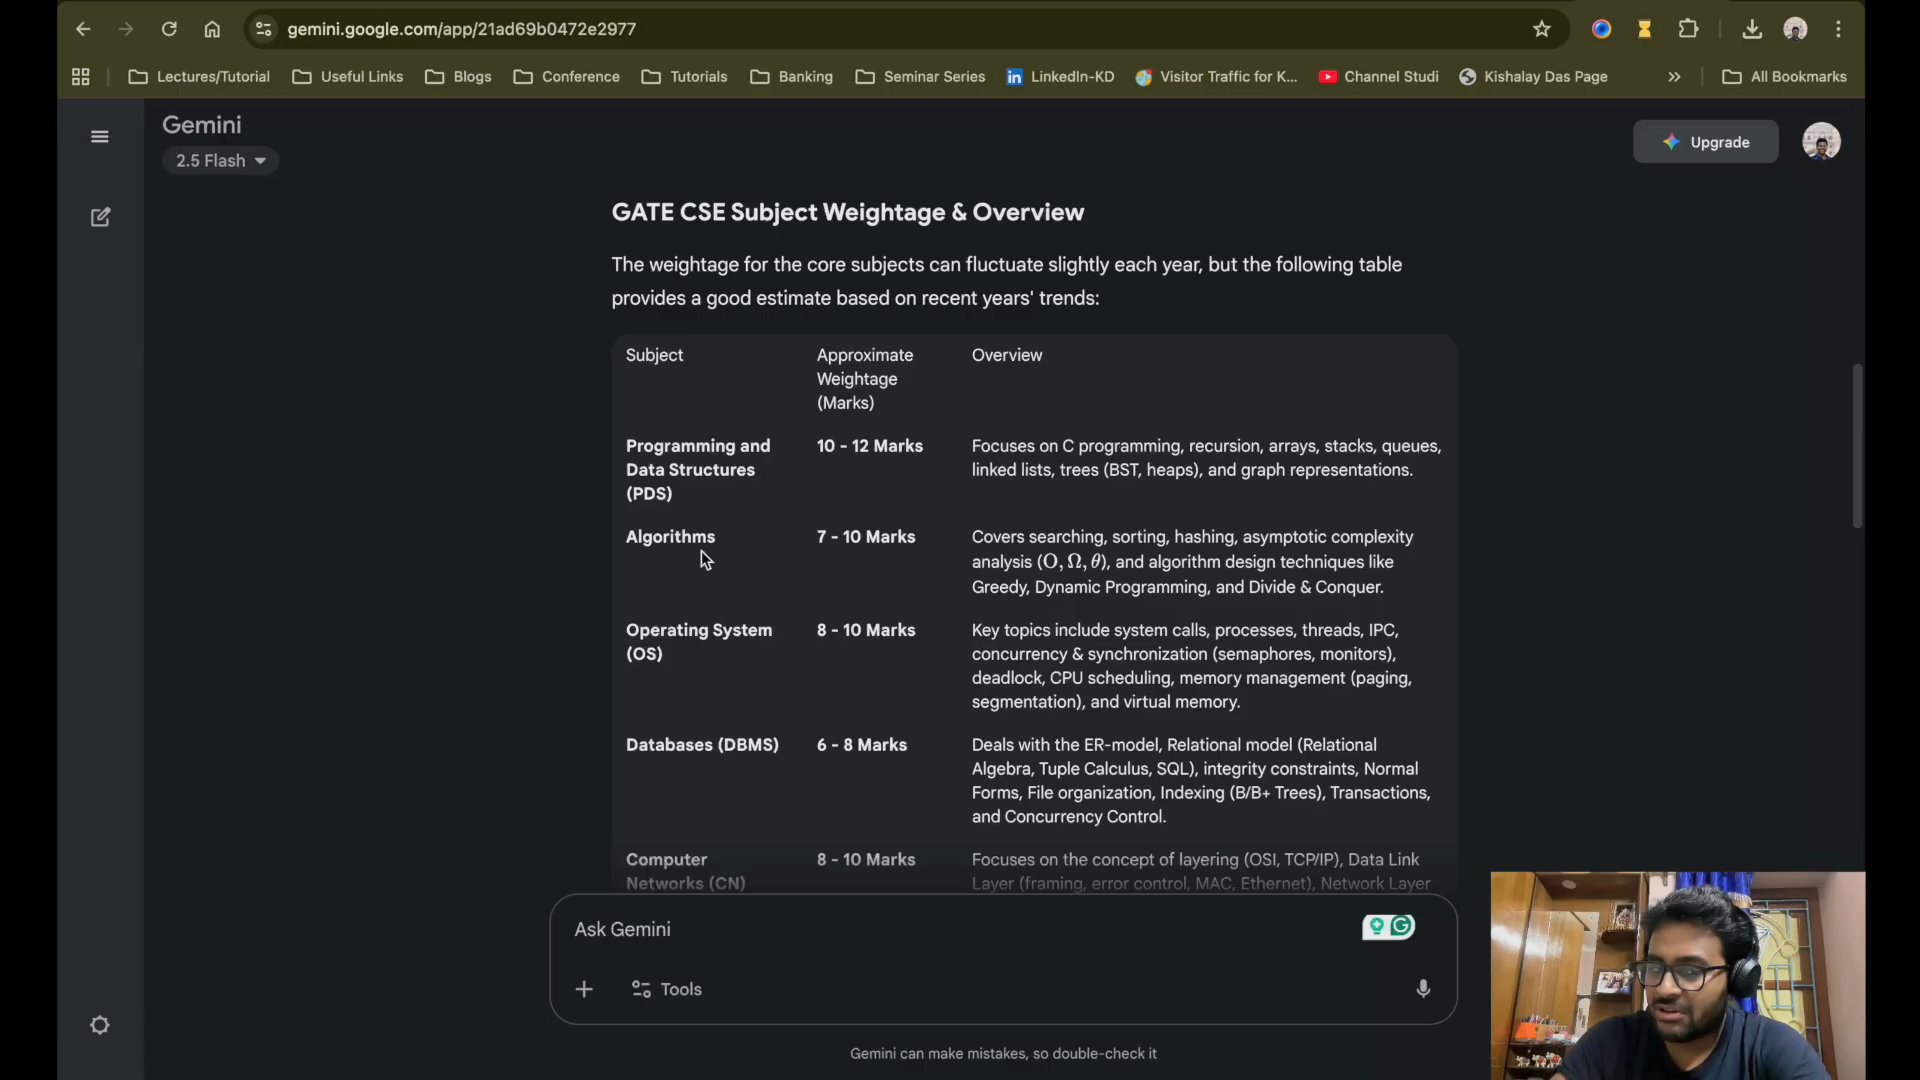 gemini.google.com/app/21ad69b0472e2977
Lectures/Tutorial Useful Links Blogs Conference Tutorials Banking Seminar Series LinkedIn-KD Visitor Traffic for K... Channel Studi Kishalay Das Page » All Bookmarks
Gemini
2.5 Flash
Upgrade
GATE CSE Subject Weightage & Overview
The weightage for the core subjects can fluctuate slightly each year, but the following table
provides a good estimate based on recent years' trends:
Subject
Approximate
Weightage
(Marks)
Overview
Programming and
Data Structures
(PDS)
10 - 12 Marks
Focuses on C programming, recursion, arrays, stacks, queues,
linked lists, trees (BST, heaps), and graph representations.
Algorithms
7 - 10 Marks
Covers searching, sorting, hashing, asymptotic complexity
analysis (O, Ω, θ), and algorithm design techniques like
Greedy, Dynamic Programming, and Divide & Conquer.
Operating System
(OS)
8 - 10 Marks
Key topics include system calls, processes, threads, IPC,
concurrency & synchronization (semaphores, monitors),
deadlock, CPU scheduling, memory management (paging,
segmentation), and virtual memory.
Databases (DBMS)
6 - 8 Marks
Deals with the ER-model, Relational model (Relational
Algebra, Tuple Calculus, SQL), integrity constraints, Normal
Forms, File organization, Indexing (B/B+ Trees), Transactions,
and Concurrency Control.
Computer
Networks (CN)
8 - 10 Marks
Focuses on the concept of layering (OSI, TCP/IP), Data Link
Layer (framing, error control, MAC, Ethernet), Network Layer
Ask Gemini
Tools
Gemini can make mistakes, so double-check it